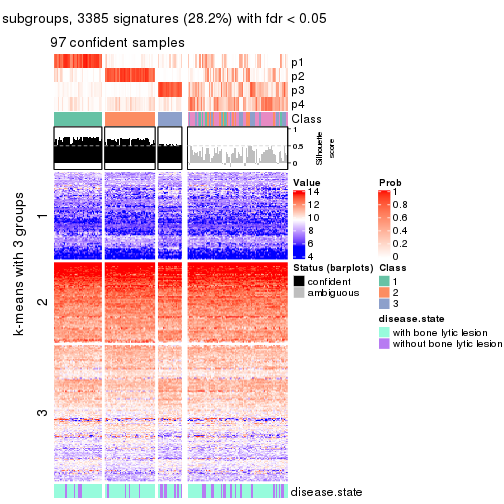 subgroups, 3385 signatures (28.2%) with fdr < 0.05
97 confident samples
p1
p2
p3
p4
Class
1
0.5
0
Silhouette
score
k-means with 3 groups
1
2
3
Value
14
12
10
8
6
4
Prob
1
0.8
0.6
0.4
0.2
0
Status (barplots)
confident
ambiguous
Class
1
2
3
disease.state
with bone lytic lesion
without bone lytic lesion
disease.state